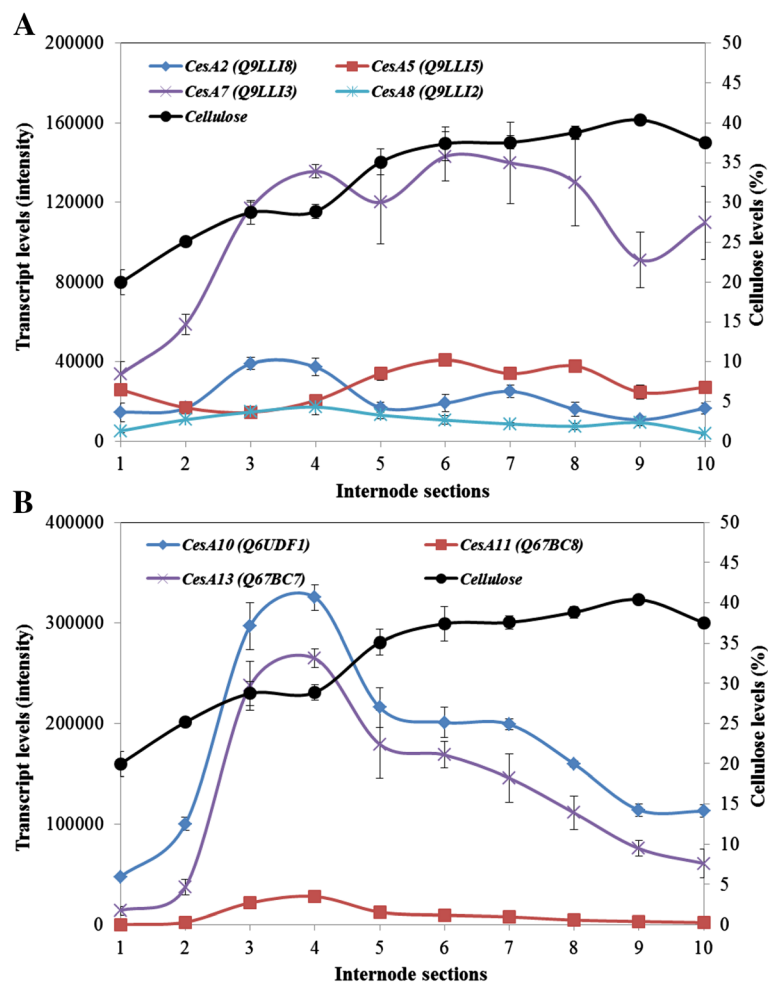 A
CesA2 (Q9LLI8)
CesA5 (Q9LLI5)
CesA7 (Q9LLI3)
CesA8 (Q9LLI2)
Cellulose
Transcript levels (intensity)
200000
160000
120000
80000
40000
0
50
45
40
35
30
25
20
15
10
5
0
Cellulose levels (%)
1 2 3 4 5 6 7 8 9 10
Internode sections
B
CesA10 (Q6UDF1)
CesA11 (Q67BC8)
CesA13 (Q67BC7)
Cellulose
Transcript levels (intensity)
400000
300000
200000
100000
0
50
45
40
35
30
25
20
15
10
5
0
Cellulose levels (%)
1 2 3 4 5 6 7 8 9 10
Internode sections